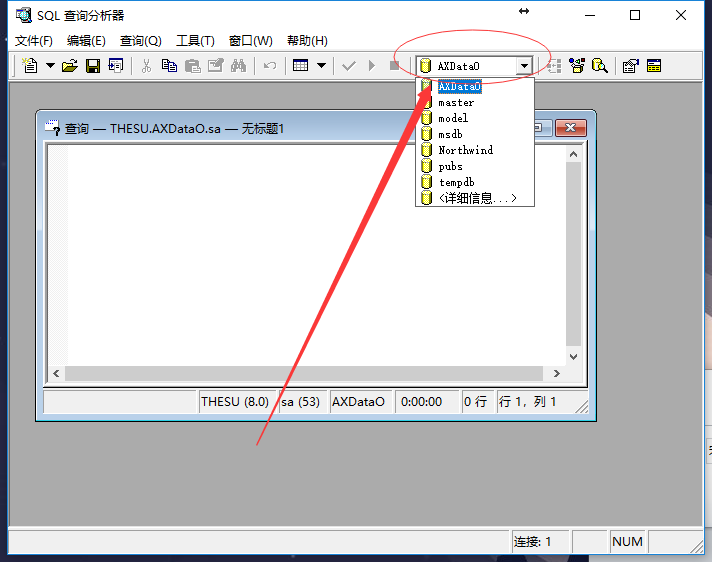 SQL 查询分析器
文件(F) 编辑(E) 查询(Q) 工具(T) 窗口(W) 帮助(H)
AXDataO
AXDataO
master
model
msdb
Northwind
pubs
tempdb
<详细信息...>
查询 — THESU.AXDataO.sa — 无标题1
THESU (8.0) sa (53) AXDataO 0:00:00 0 行 行 1，列 1
连接: 1 NUM